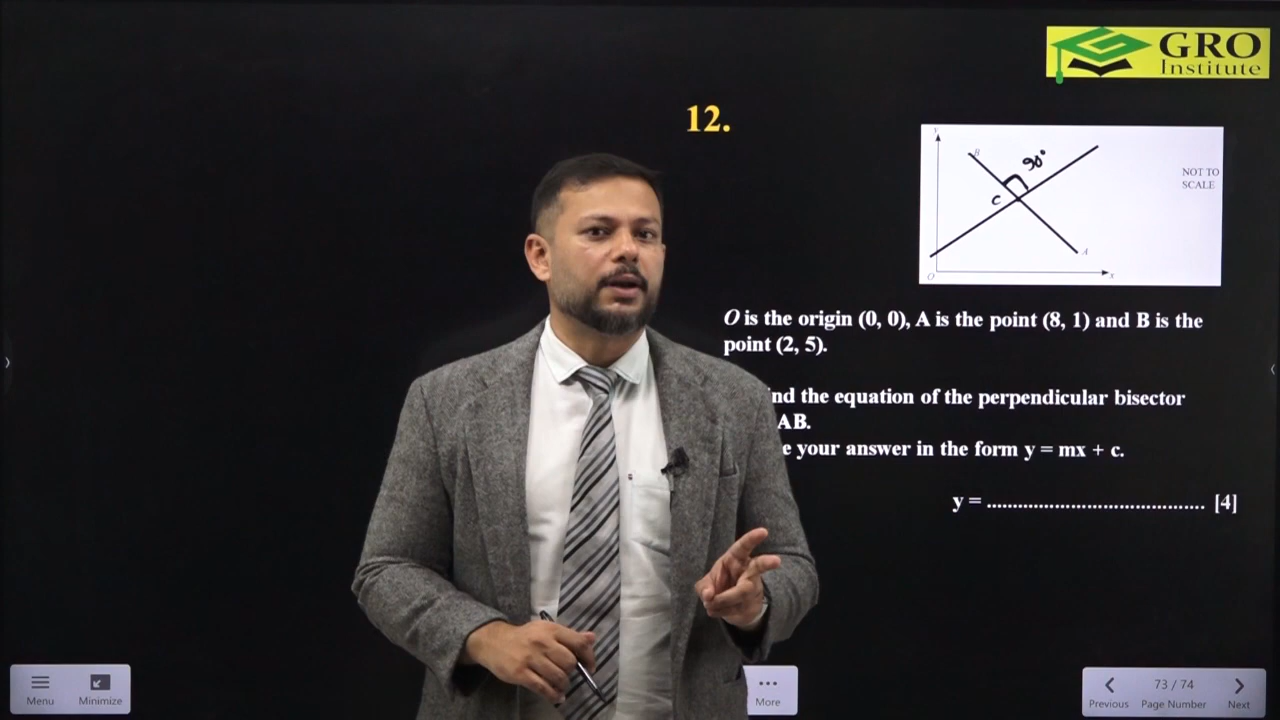 GRO
Institute
12.
y
B
90°
C
NOT TO
SCALE
A
O
x
O is the origin (0, 0), A is the point (8, 1) and B is the
point (2, 5).
the equation of the perpendicular bisector
AB.
your answer in the form y = mx + c.
y = ........................................ [4]
Menu
Minimize
More
Previous
73 / 74
Page Number
Next